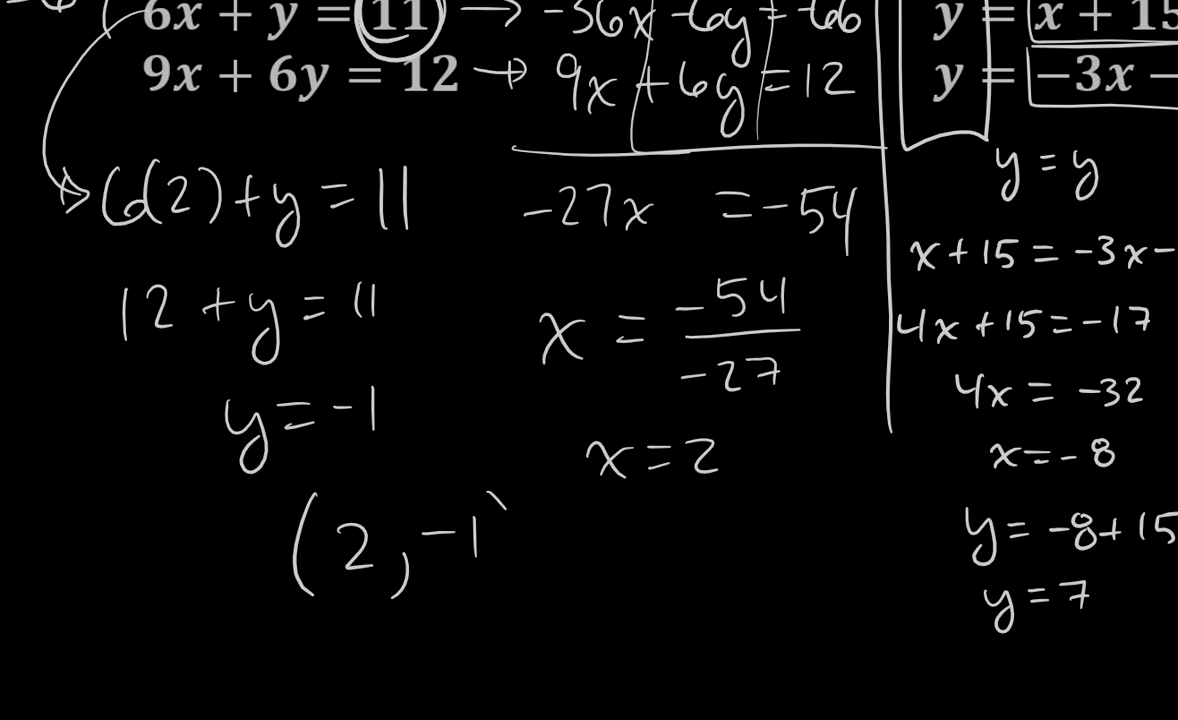 6x + y = 11 → -36x -6y = -66
9x + 6y = 12 → 9x + 6y = 12
6(2) + y = 11
-27x = -54
12 + y = 11
x = -54 / -27
y = -1
x = 2
(2, -1)
y = x + 15
y = -3x -
y = y
x + 15 = -3x -
4x + 15 = -17
4x = -32
x = -8
y = -8 + 15
y = 7